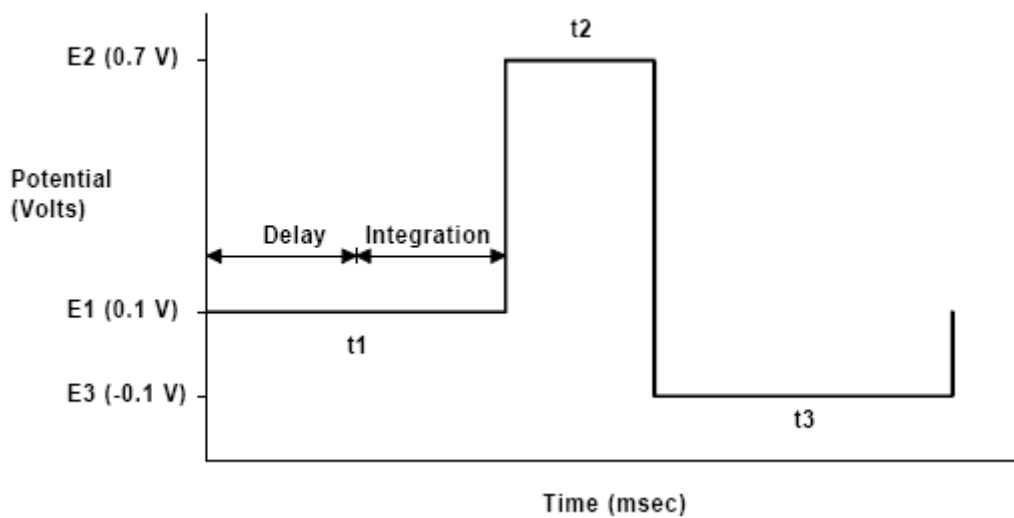 t2
E2 (0.7 V)
Potential
(Volts)
Delay
Integration
E1 (0.1 V)
t1
E3 (-0.1 V)
t3
Time (msec)